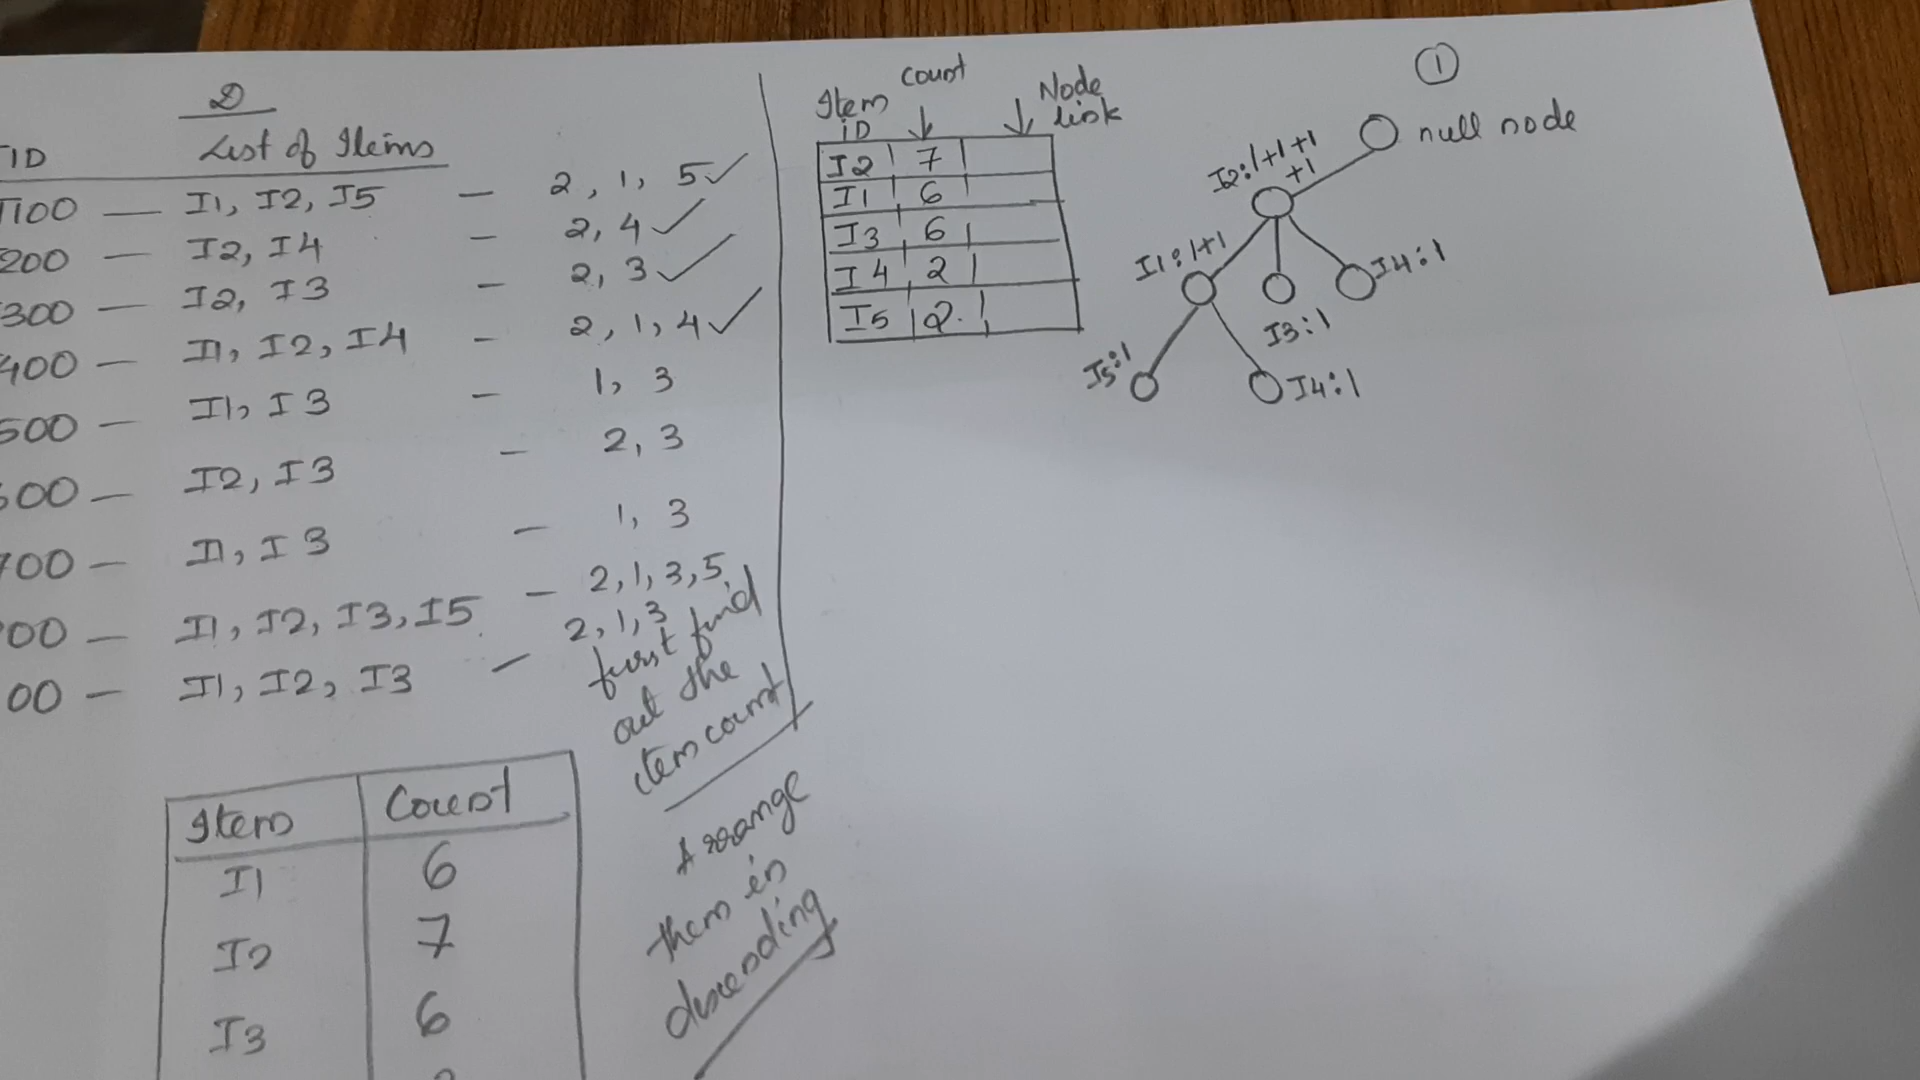 D
TID List of Items
T100 — I1, I2, I5 — 2, 1, 5 ✓
200 — I2, I4 — 2, 4 ✓
300 — I2, I3 — 2, 3 ✓
400 — I1, I2, I4 — 2, 1, 4 ✓
500 — I1, I3 — 1, 3
600 — I2, I3 — 2, 3
700 — I1, I3 — 1, 3
00 — I1, I2, I3, I5 — 2, 1, 3, 5
00 — I1, I2, I3 — 2, 1, 3
first find
out the
item count
Arrange
them in
descending
Item Count
I1 6
I2 7
I3 6
Item ID count Node link
I2 7
I1 6
I3 6
I4 2
I5 2
1
null node
I2:1+1+1
+1
I1:1+1
I4:1
I3:1
I5:1
I4:1